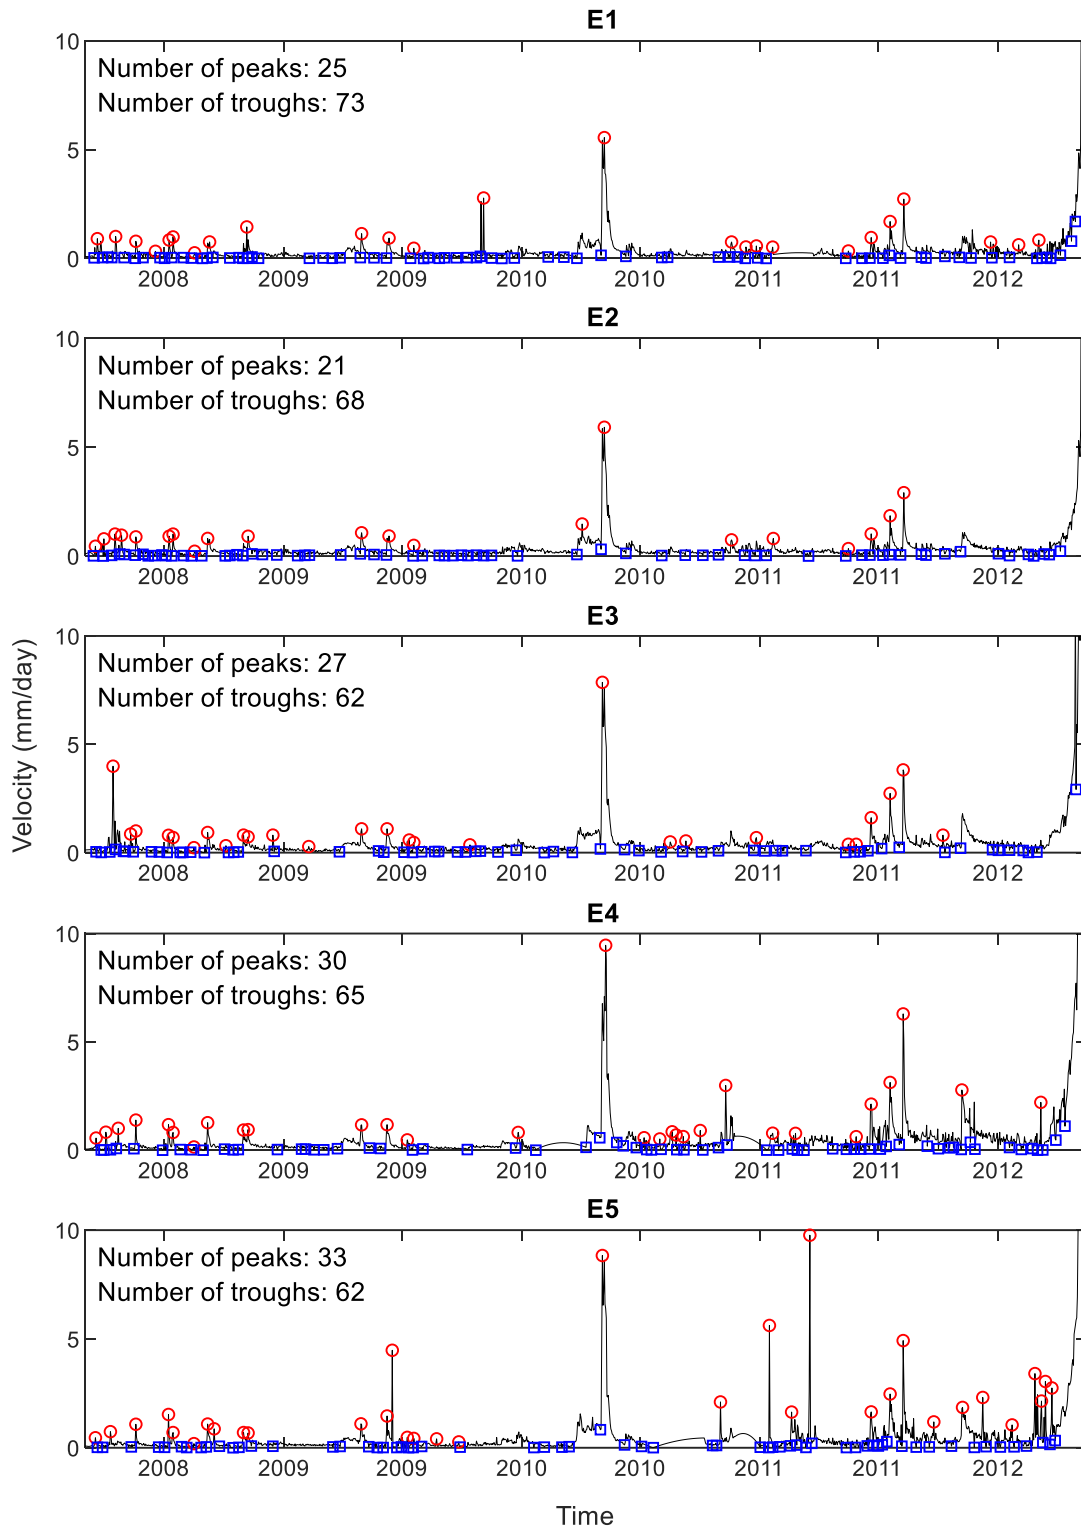 E1
10
Number of peaks: 25
Number of troughs: 73
5
0
2008 2009 2009 2010 2010 2011 2011 2012
E2
10
Number of peaks: 21
Number of troughs: 68
5
0
2008 2009 2009 2010 2010 2011 2011 2012
E3
10
Number of peaks: 27
Number of troughs: 62
5
0
2008 2009 2009 2010 2010 2011 2011 2012
Velocity (mm/day)
E4
10
Number of peaks: 30
Number of troughs: 65
5
0
2008 2009 2009 2010 2010 2011 2011 2012
E5
10
Number of peaks: 33
Number of troughs: 62
5
0
2008 2009 2009 2010 2010 2011 2011 2012
Time